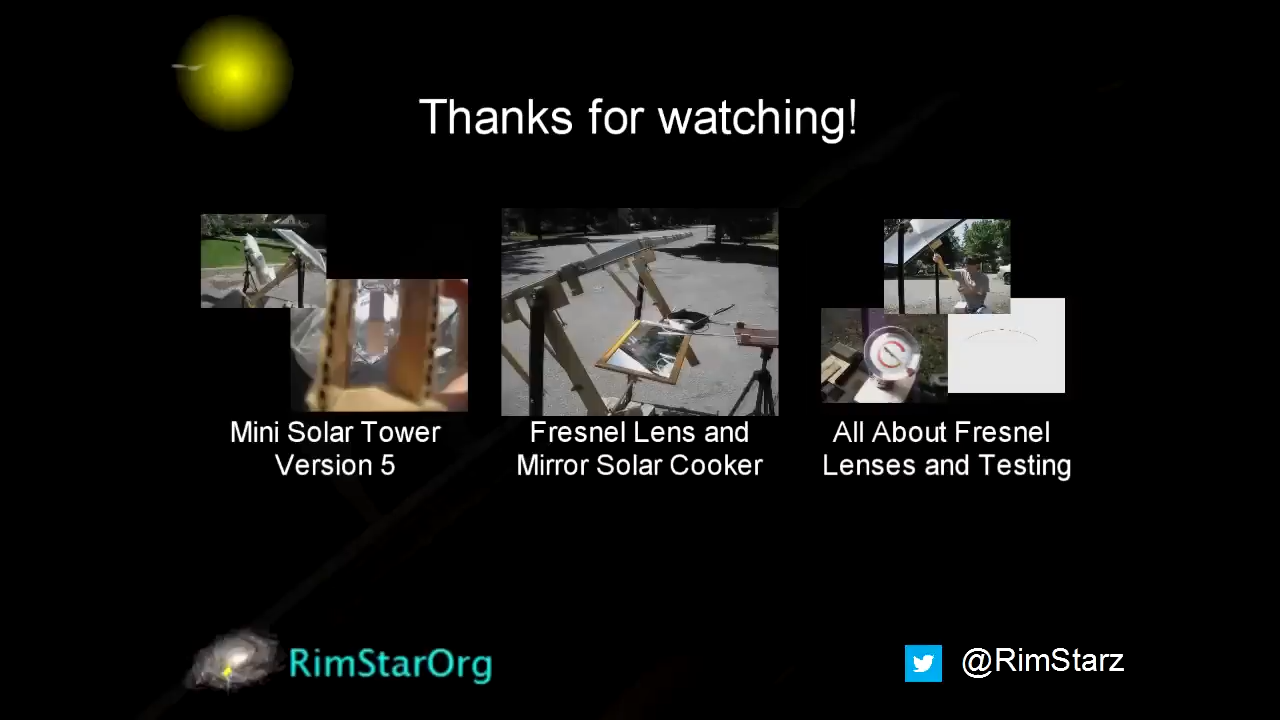 Thanks for watching!
Mini Solar Tower
Version 5
Fresnel Lens and
Mirror Solar Cooker
All About Fresnel
Lenses and Testing
RimStarOrg
@RimStarz